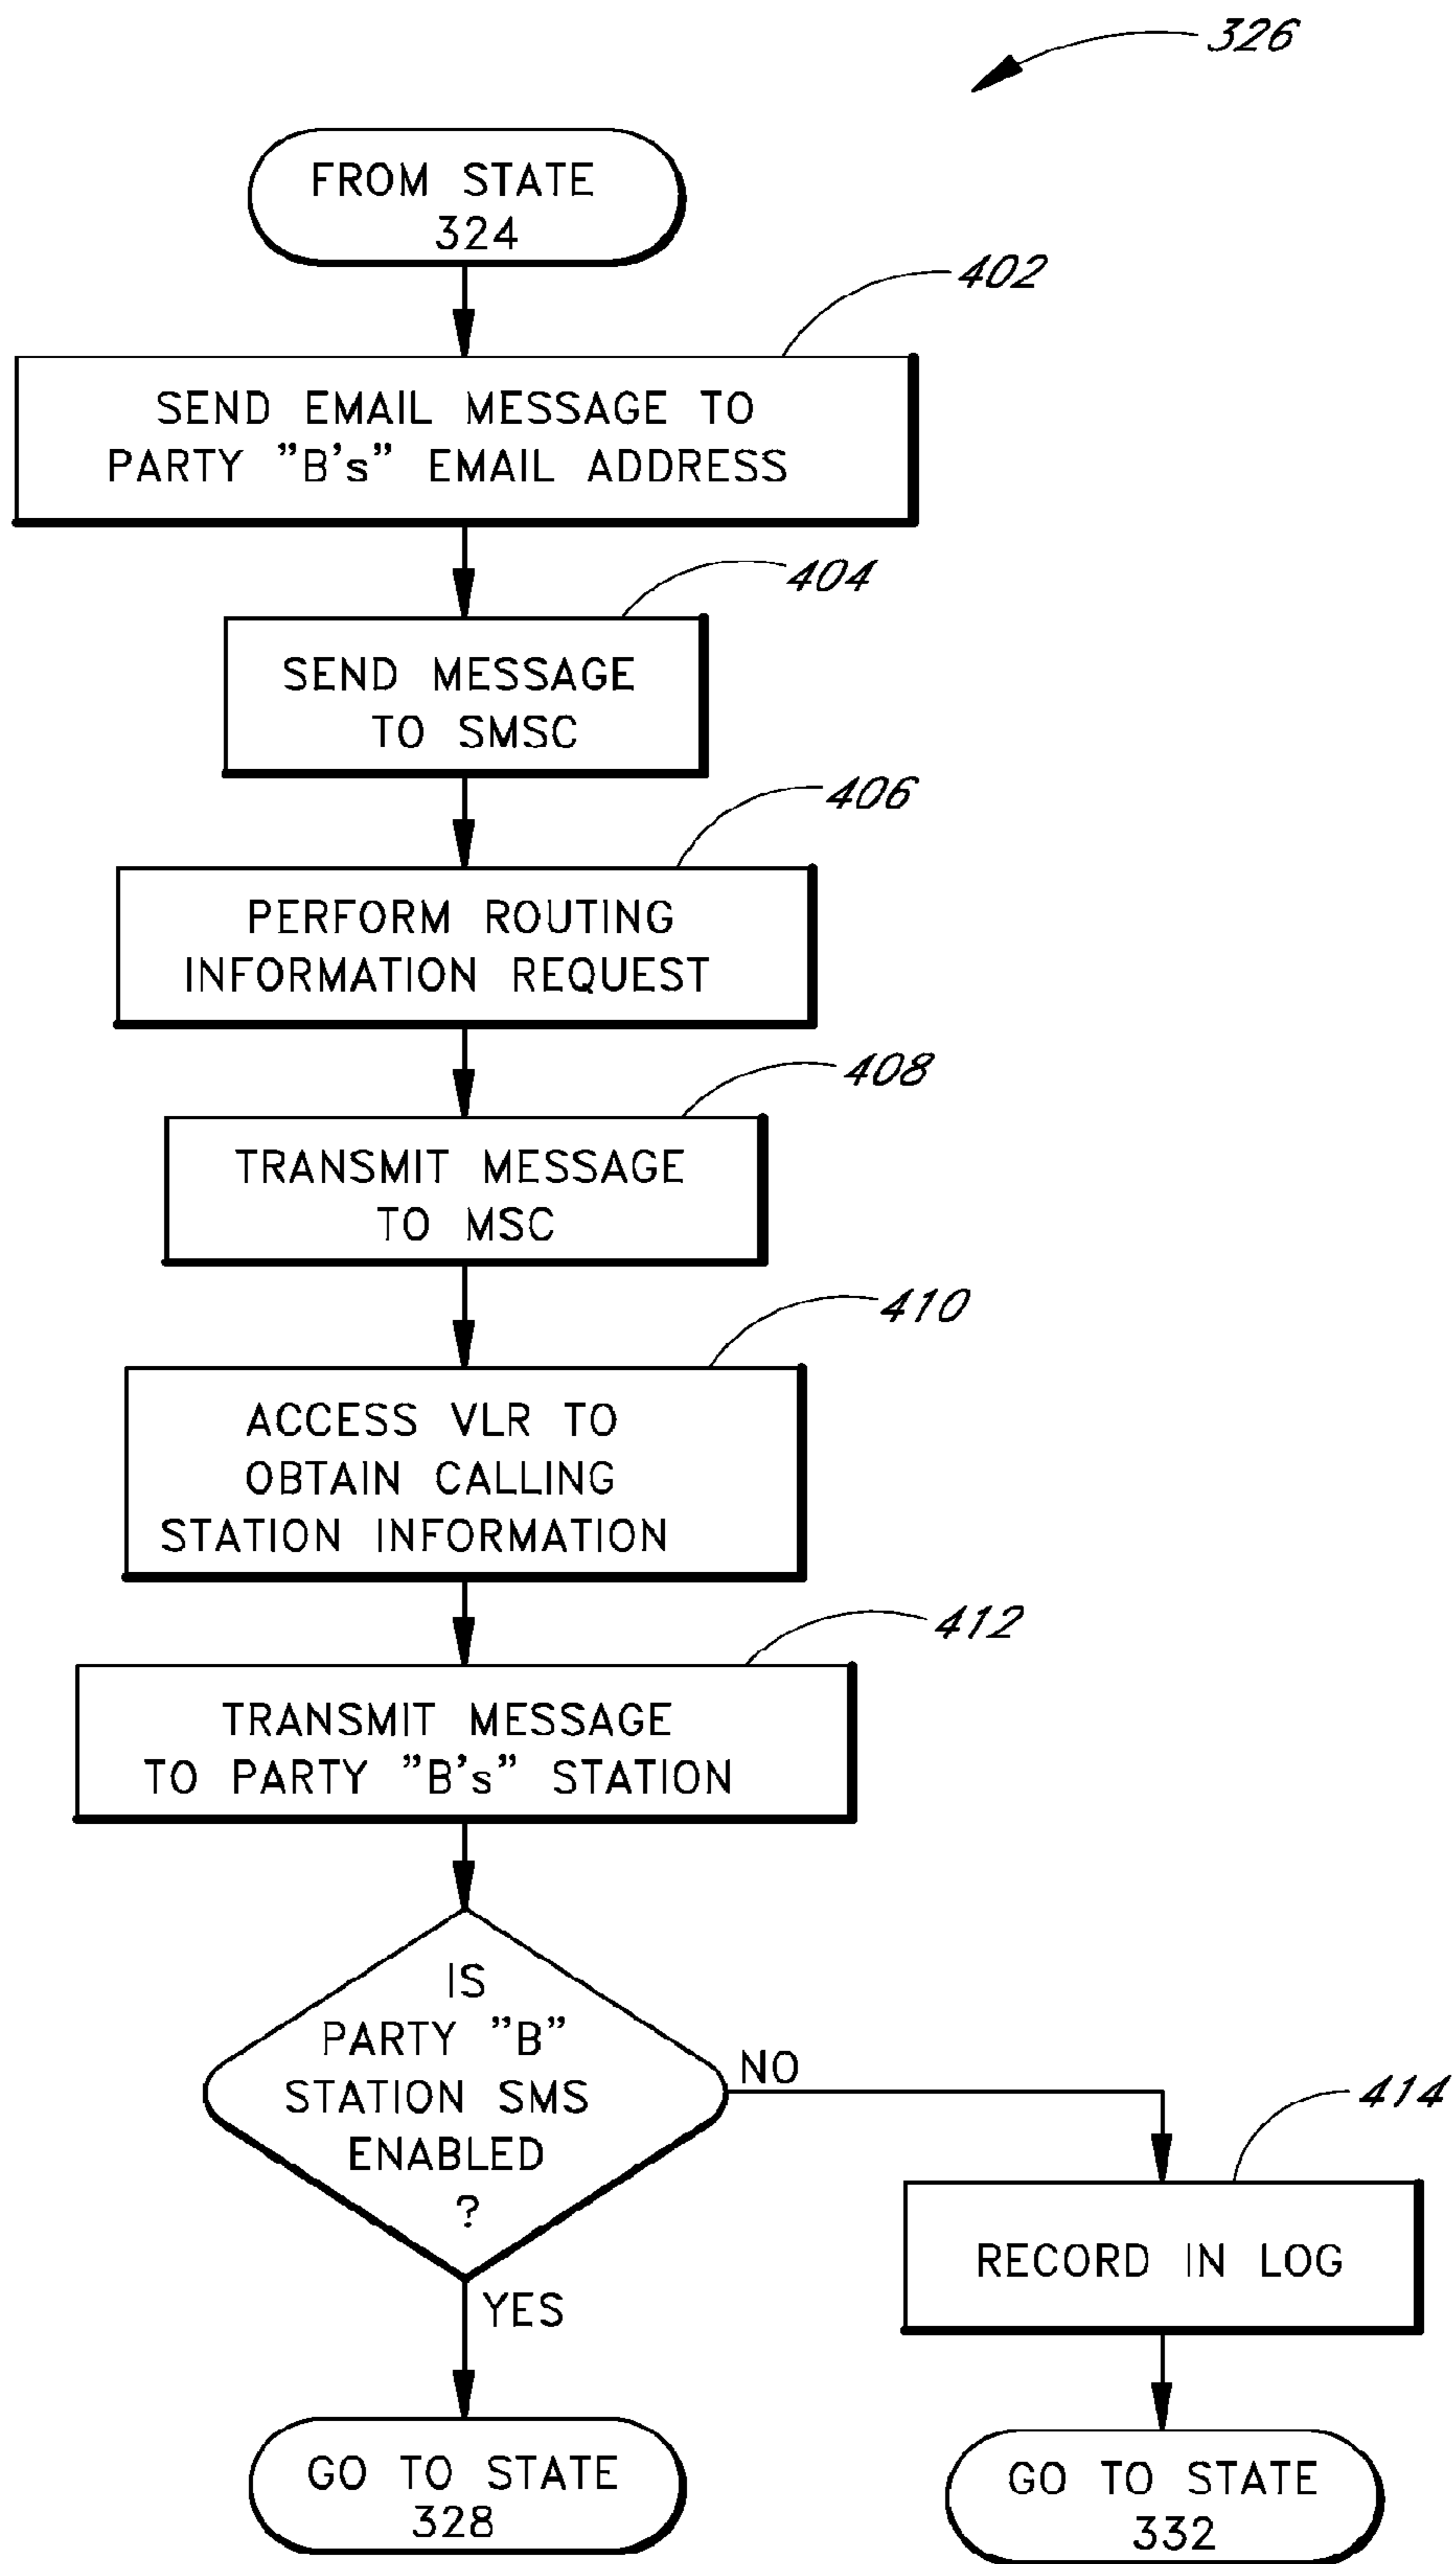 326
FROM STATE
324
402
SEND EMAIL MESSAGE TO
PARTY "B's" EMAIL ADDRESS
404
SEND MESSAGE
TO SMSC
406
PERFORM ROUTING
INFORMATION REQUEST
408
TRANSMIT MESSAGE
TO MSC
410
ACCESS VLR TO
OBTAIN CALLING
STATION INFORMATION
412
TRANSMIT MESSAGE
TO PARTY "B's" STATION
IS
PARTY "B"
STATION SMS
ENABLED
?
NO
414
RECORD IN LOG
YES
GO TO STATE
328
GO TO STATE
332